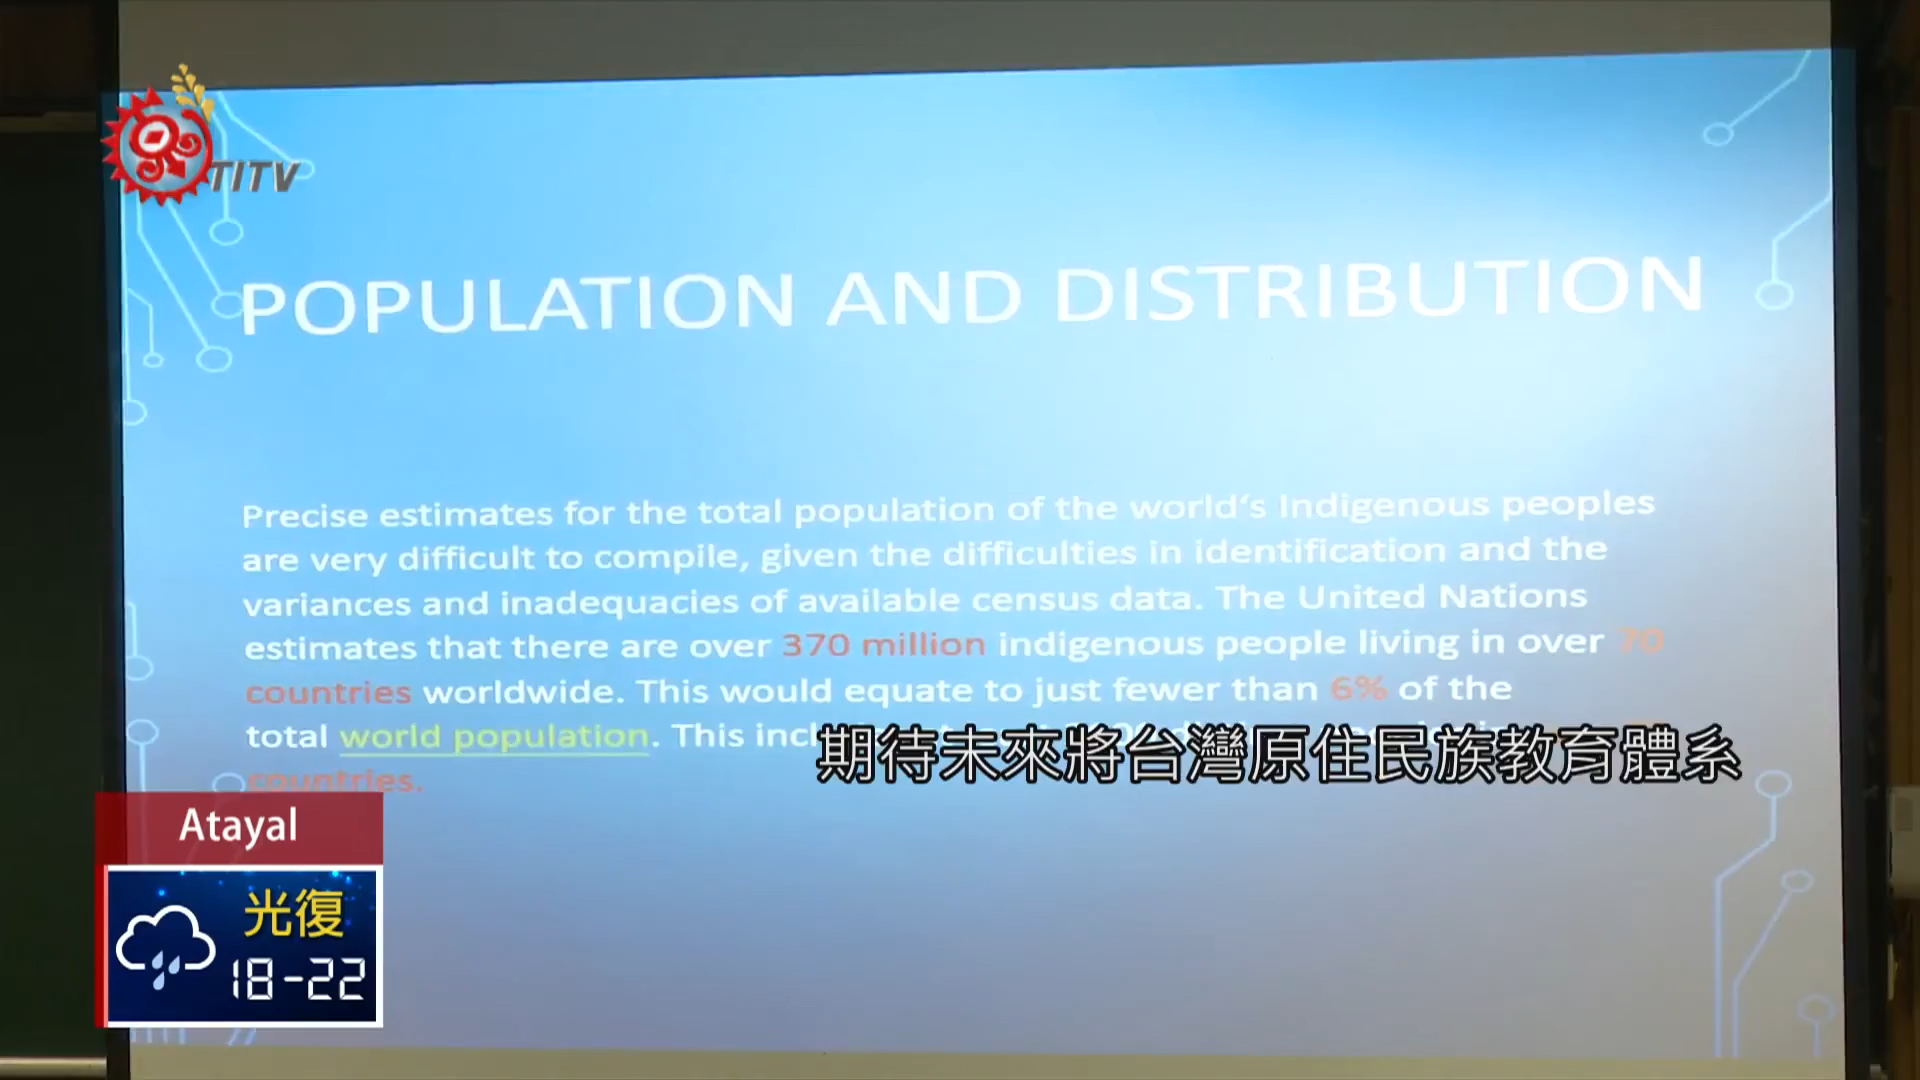 TITV
POPULATION AND DISTRIBUTION
Precise estimates for the total population of the world‘s Indigenous peoples
are very difficult to compile, given the difficulties in identification and the
variances and inadequacies of available census data. The United Nations
estimates that there are over 370 million indigenous people living in over 70
countries worldwide. This would equate to just fewer than 6% of the
total world population. This
countries.
期待未來將台灣原住民族教育體系
Atayal
光復
18-22